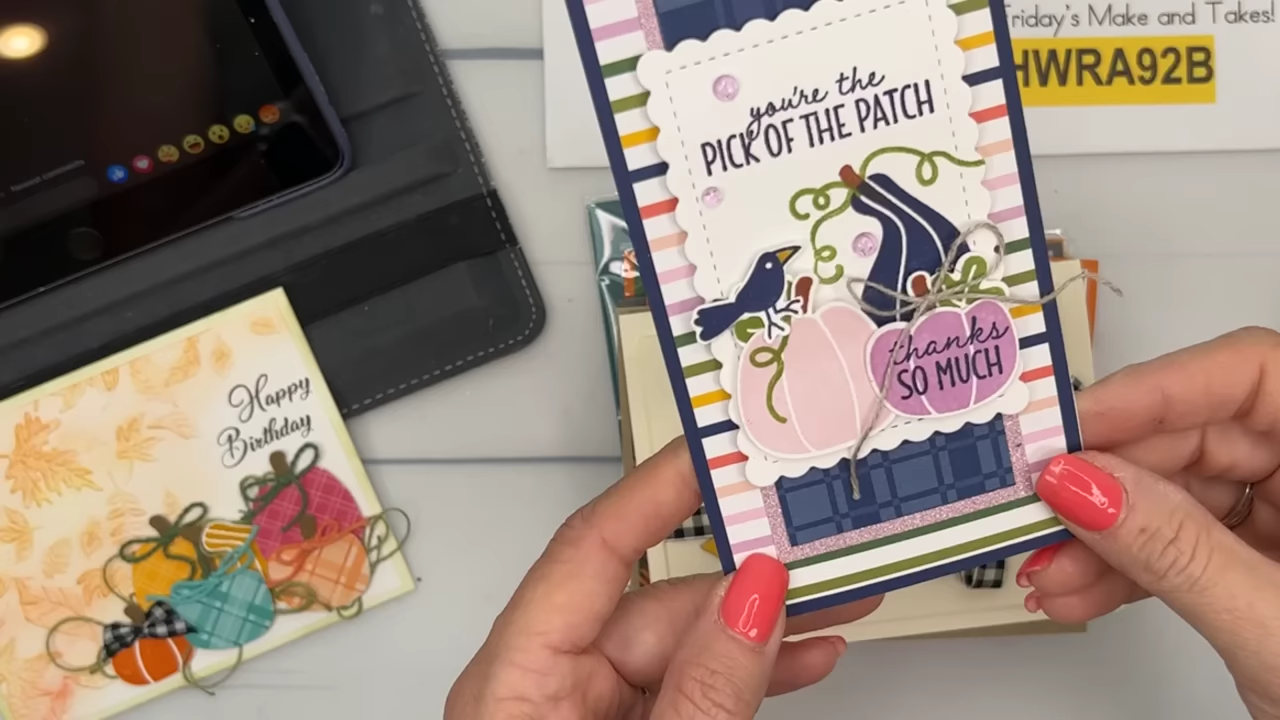 Friday's Make and Takes!
HWRA92B
you're the
PICK OF THE PATCH
thanks
SO MUCH
Happy
Birthday